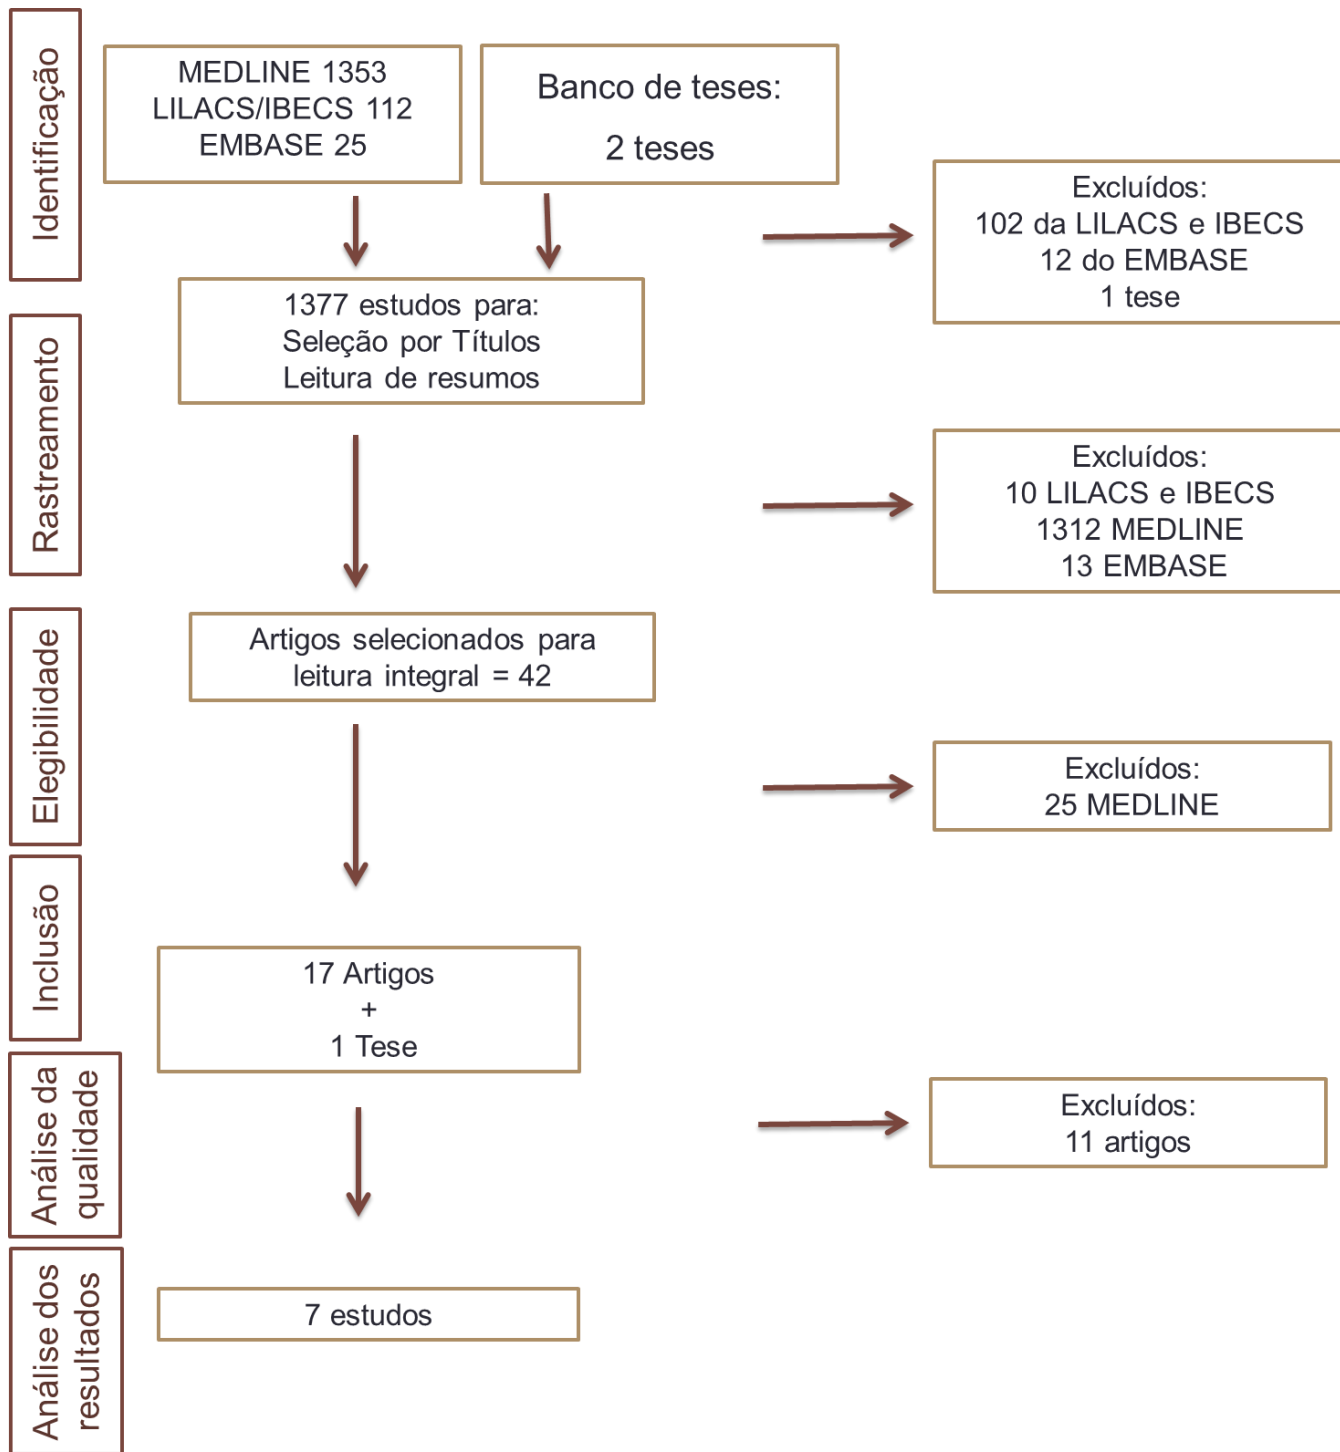 Identificação
MEDLINE 1353
LILACS/IBECS 112
EMBASE 25
Banco de teses:
2 teses
Excluídos:
102 da LILACS e IBECS
12 do EMBASE
1 tese
1377 estudos para:
Seleção por Títulos
Leitura de resumos
Rastreamento
Excluídos:
10 LILACS e IBECS
1312 MEDLINE
13 EMBASE
Elegibilidade
Artigos selecionados para
leitura integral = 42
Excluídos:
25 MEDLINE
Inclusão
17 Artigos
+
1 Tese
Análise da
qualidade
Excluídos:
11 artigos
Análise dos
resultados
7 estudos